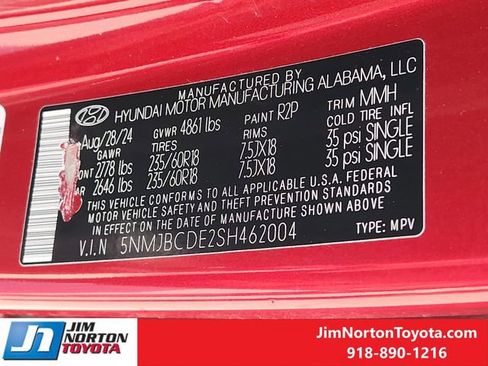 MANUFACTURED BY
HYUNDAI MOTOR MANUFACTURING ALABAMA, LLC
Aug/28/24 GVWR 4861 lbs PAINT R2P TRIM MMH
GAWR TIRES RIMS COLD TIRE INFL
ONT 2778 lbs 235/60R18 7.5JX18 35 psi SINGLE
AR 2646 lbs 235/60R18 7.5JX18 35 psi SINGLE
THIS VEHICLE CONFORMS TO ALL APPLICABLE U.S.A. FEDERAL
MOTOR VEHICLE SAFETY AND THEFT PREVENTION STANDARDS
IN EFFECT ON THE DATE OF MANUFACTURE SHOWN ABOVE.
V.I.N 5NMJBCDE2SH462004 TYPE: MPV
JN JIM NORTON TOYOTA
JimNortonToyota.com
918-890-1216